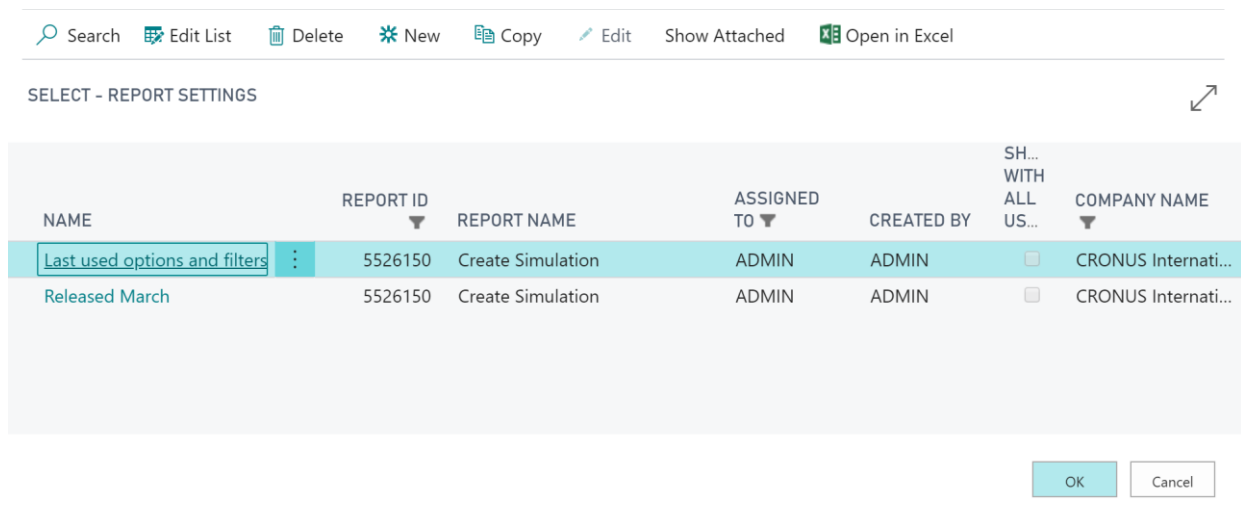 Search Edit List Delete New Copy Edit Show Attached Open in Excel
SELECT - REPORT SETTINGS
SH...
WITH
REPORT ID ASSIGNED ALL COMPANY NAME
NAME REPORT NAME TO CREATED BY US...
Last used options and filters 5526150 Create Simulation ADMIN ADMIN CRONUS Internati...
Released March 5526150 Create Simulation ADMIN ADMIN CRONUS Internati...
OK Cancel